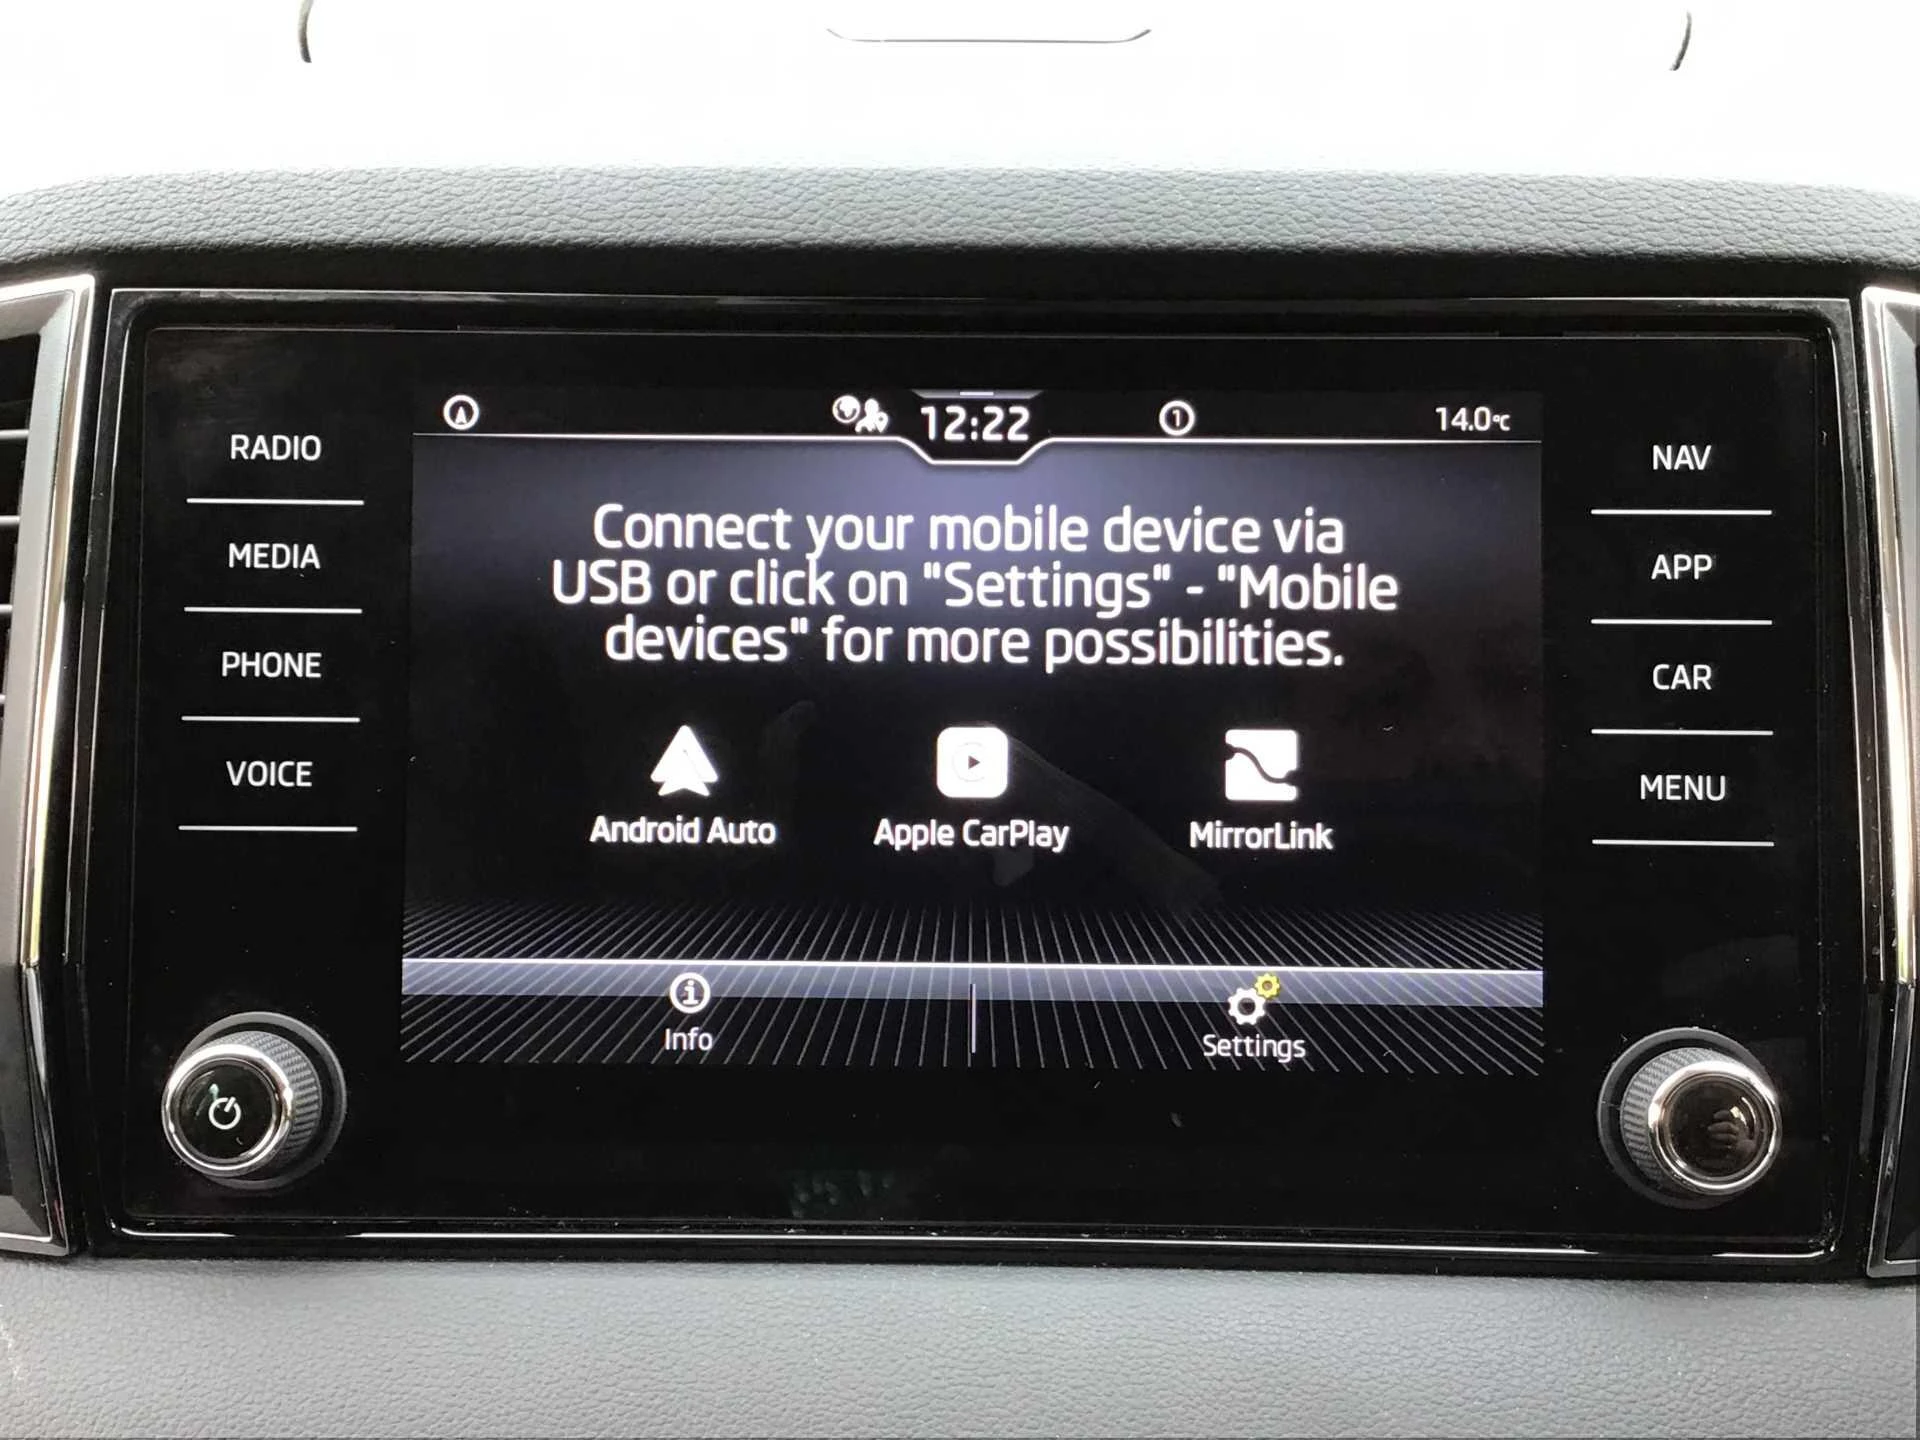 12:22
1
14.0°C
RADIO
MEDIA
PHONE
VOICE
Connect your mobile device via
USB or click on "Settings" - "Mobile
devices" for more possibilities.
Android Auto
Apple CarPlay
MirrorLink
Info
Settings
NAV
APP
CAR
MENU